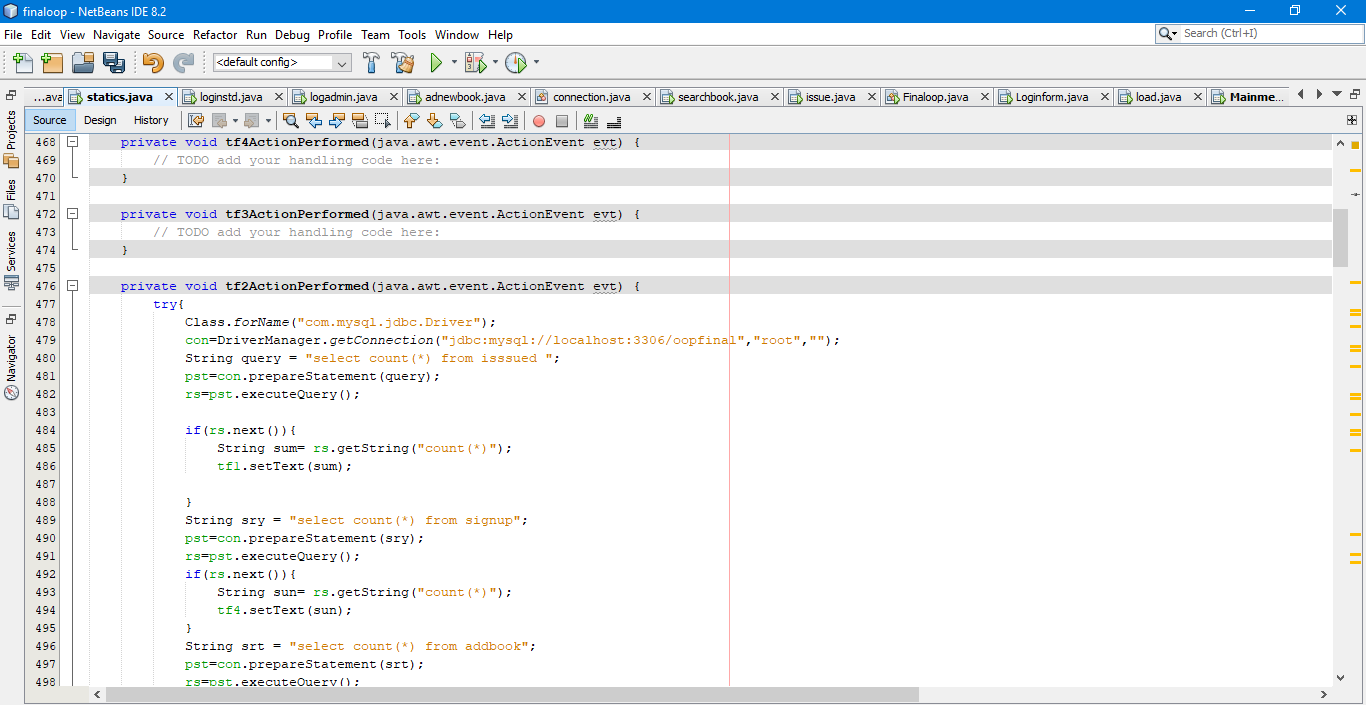 finaloop - NetBeans IDE 8.2
File Edit View Navigate Source Refactor Run Debug Profile Team Tools Window Help
Search (Ctrl+I)
<default config>
...ava statics.java loginstd.java logadmin.java adnewbook.java connection.java searchbook.java issue.java Finaloop.java Loginform.java load.java Mainme...
Source Design History
Projects
Files
Services
Navigator
468 private void tf4ActionPerformed(java.awt.event.ActionEvent evt) {
469 // TODO add your handling code here:
470 }
471
472 private void tf3ActionPerformed(java.awt.event.ActionEvent evt) {
473 // TODO add your handling code here:
474 }
475
476 private void tf2ActionPerformed(java.awt.event.ActionEvent evt) {
477 try{
478 Class.forName("com.mysql.jdbc.Driver");
479 con=DriverManager.getConnection("jdbc:mysql://localhost:3306/oopfinal","root","");
480 String query = "select count(*) from isssued ";
481 pst=con.prepareStatement(query);
482 rs=pst.executeQuery();
483
484 if(rs.next()){
485 String sum= rs.getString("count(*)");
486 tf1.setText(sum);
487
488 }
489 String sry = "select count(*) from signup";
490 pst=con.prepareStatement(sry);
491 rs=pst.executeQuery();
492 if(rs.next()){
493 String sun= rs.getString("count(*)");
494 tf4.setText(sun);
495 }
496 String srt = "select count(*) from addbook";
497 pst=con.prepareStatement(srt);
498 rs=pst.executeQuery();